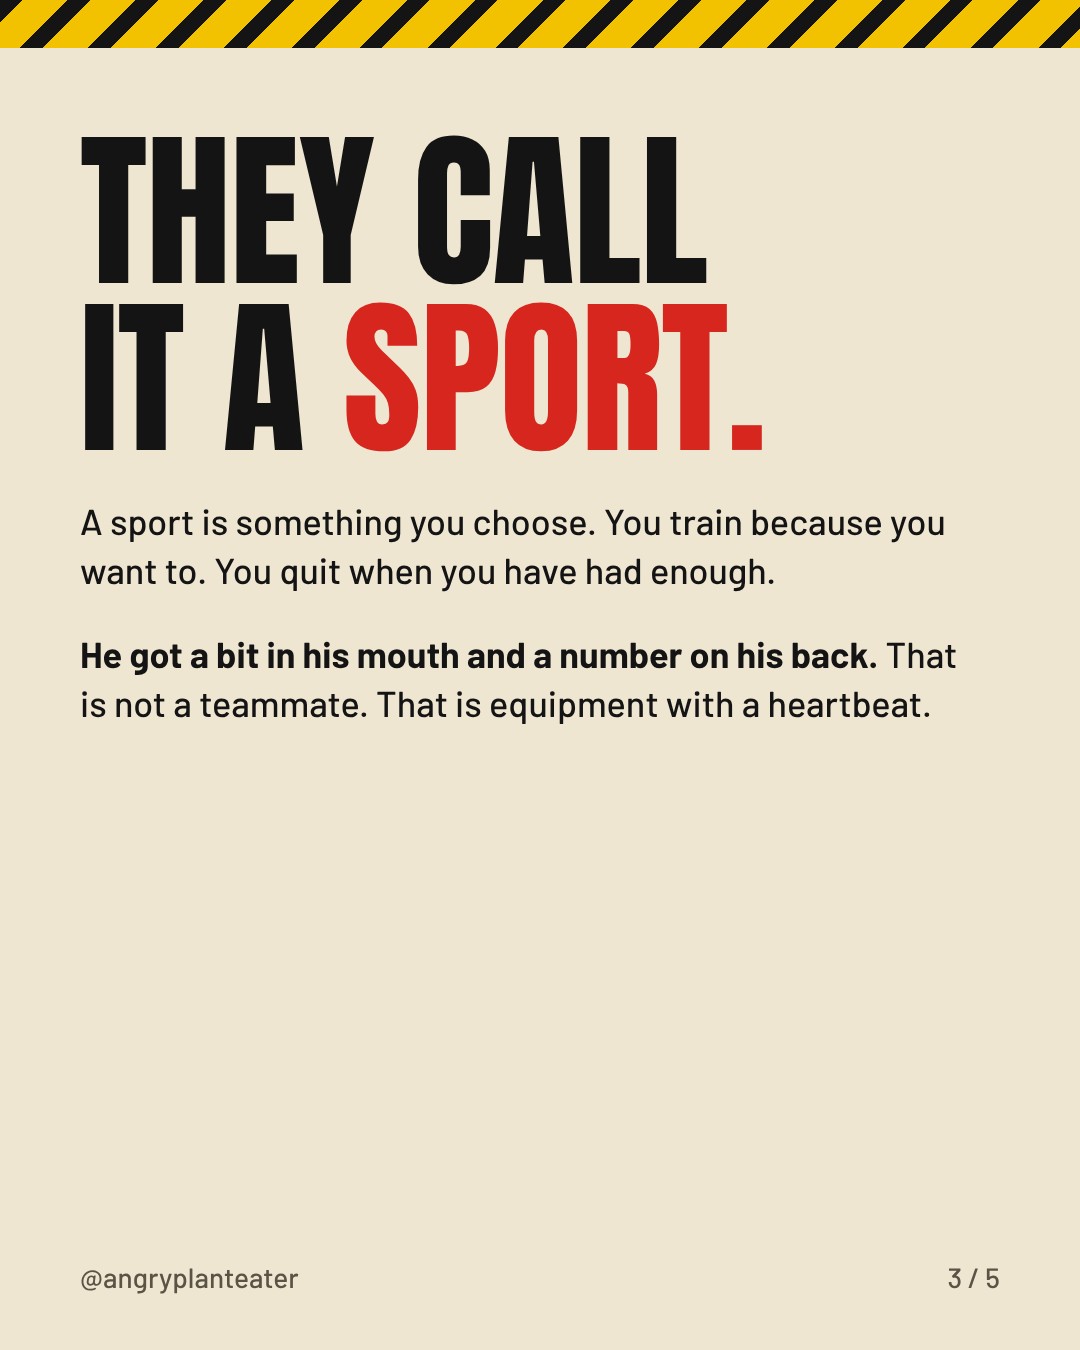 THEY CALL
IT A SPORT.
A sport is something you choose. You train because you
want to. You quit when you have had enough.
He got a bit in his mouth and a number on his back. That
is not a teammate. That is equipment with a heartbeat.
@angryplanteater
3 / 5